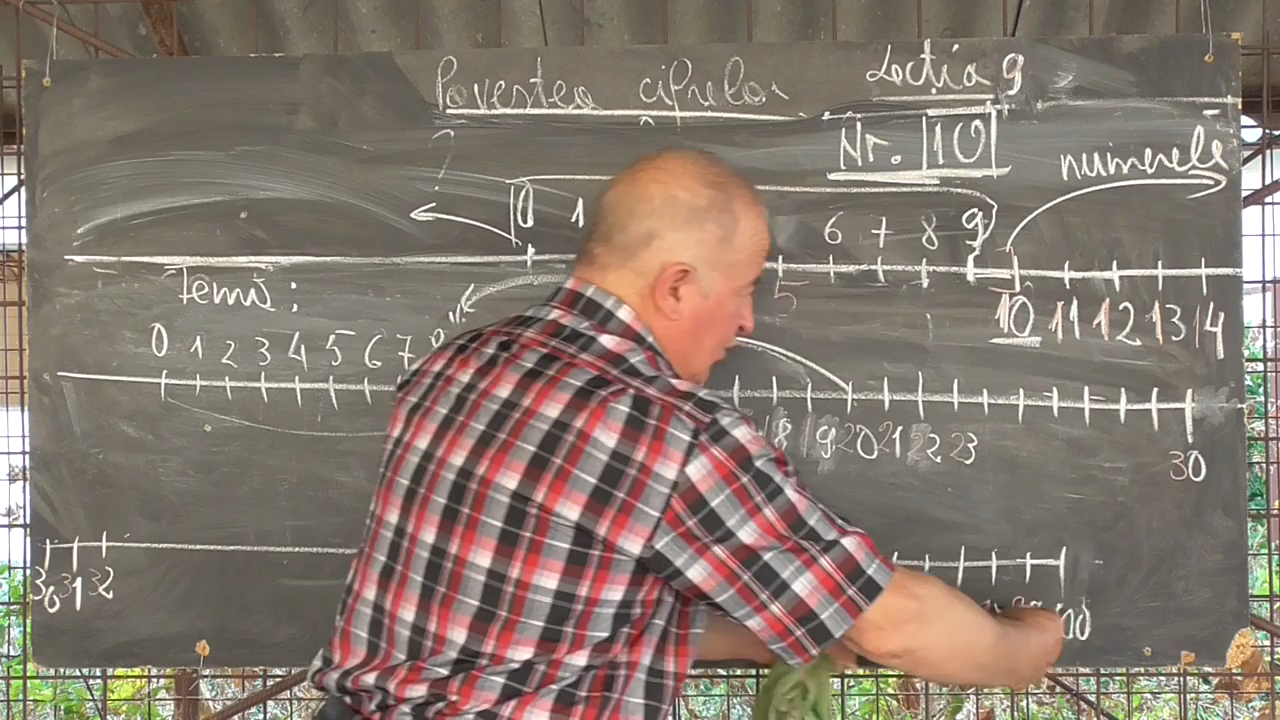 Povestea cifrelor Lecția 9
Nr. 10
numerele
?
0 1 6 7 8 9
5 10 11 12 13 14
Temă:
0 1 2 3 4 5 6 7
18 19 20 21 22 23 30
30 31 32